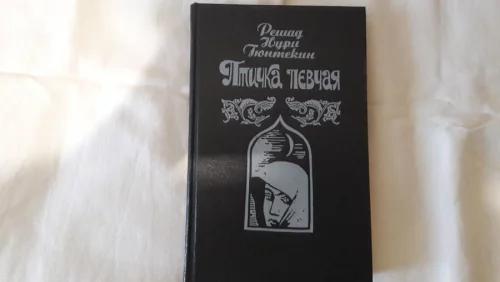 Решад
Нури
Гюнтекин
Птичка певчая